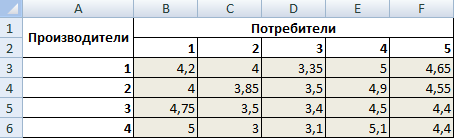 A B C D E F
1 Производители Потребители
2 1 2 3 4 5
3 1 4,2 4 3,35 5 4,65
4 2 4 3,85 3,5 4,9 4,55
5 3 4,75 3,5 3,4 4,5 4,4
6 4 5 3 3,1 5,1 4,4